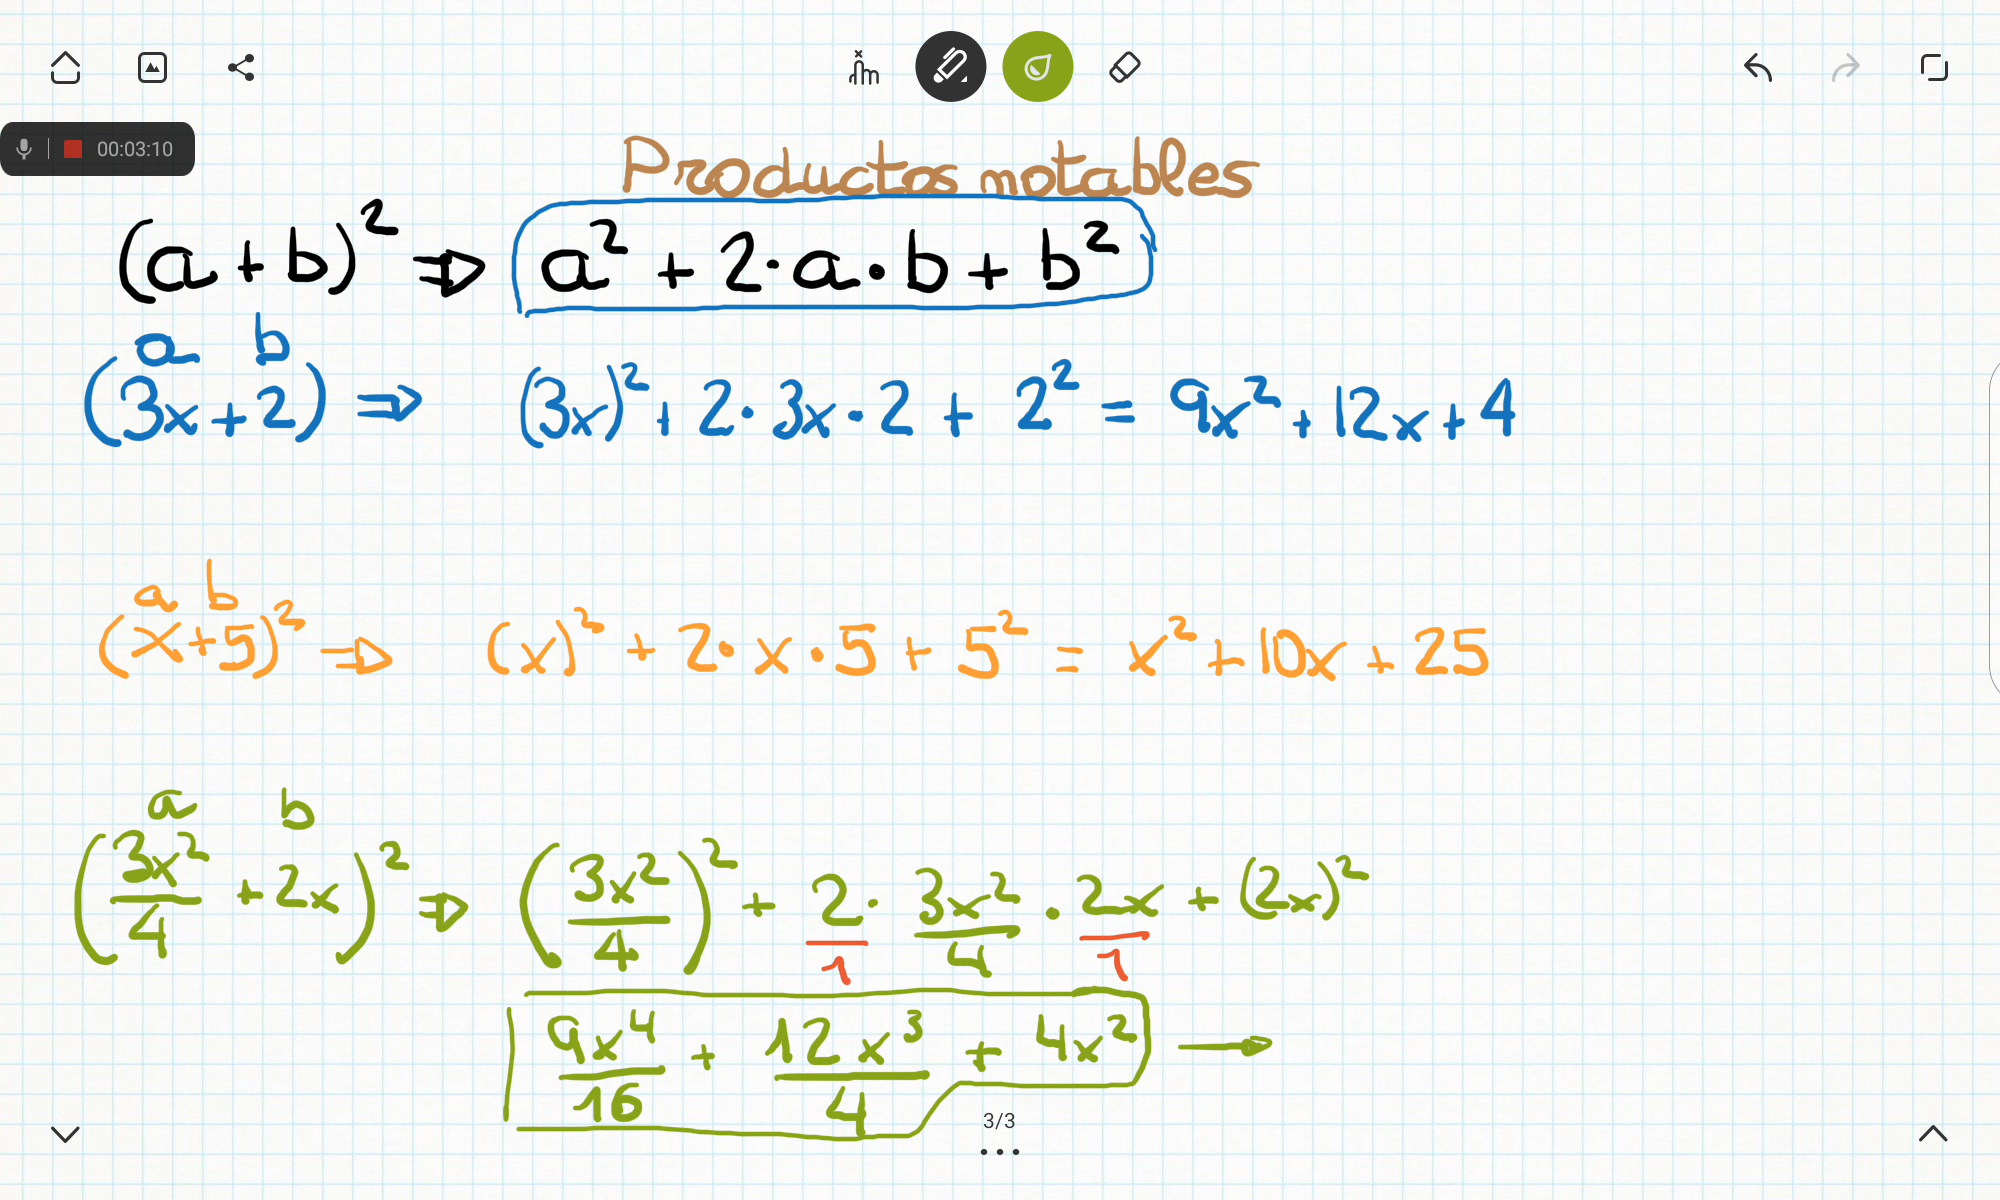 00:03:10
Productos notables
(a+b)² ⇒ a² + 2·a·b + b²
a b
(3x+2) ⇒ (3x)² + 2·3x·2 + 2² = 9x² + 12x + 4
a b
(x+5)² ⇒ (x)² + 2·x·5 + 5² = x² + 10x + 25
a b
(3x²/4 + 2x)² ⇒ (3x²/4)² + 2/1 · 3x²/4 · 2x/1 + (2x)²
9x⁴/16 + 12x³/4 + 4x² →
3/3